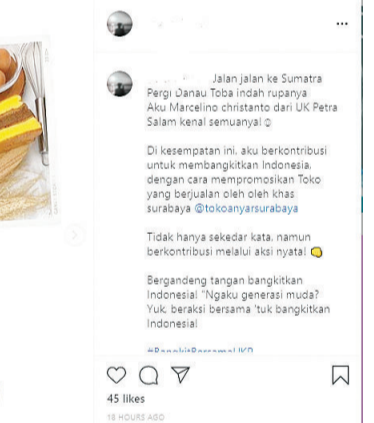 Jalan jalan ke Sumatra
Pergi Danau Toba indah rupanya
Aku Marcelino christanto dari UK Petra
Salam kenal semuanya!☺
Di kesempatan ini, aku berkontribusi
untuk membangkitkan Indonesia,
dengan cara mempromosikan Toko
yang berjualan oleh oleh khas
surabaya @tokoanyarsurabaya
Tidak hanya sekedar kata, namun
berkontribusi melalui aksi nyata! 👊
Bergandeng tangan bangkitkan
Indonesia! "Ngaku generasi muda?
Yuk, beraksi bersama 'tuk bangkitkan
Indonesia!
#BangkitBersamaUKP
45 likes
18 HOURS AGO